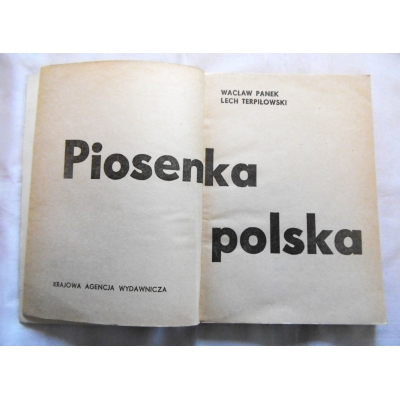 WACŁAW PANEK
LECH TERPIŁOWSKI
Piosenka
polska
KRAJOWA AGENCJA WYDAWNICZA